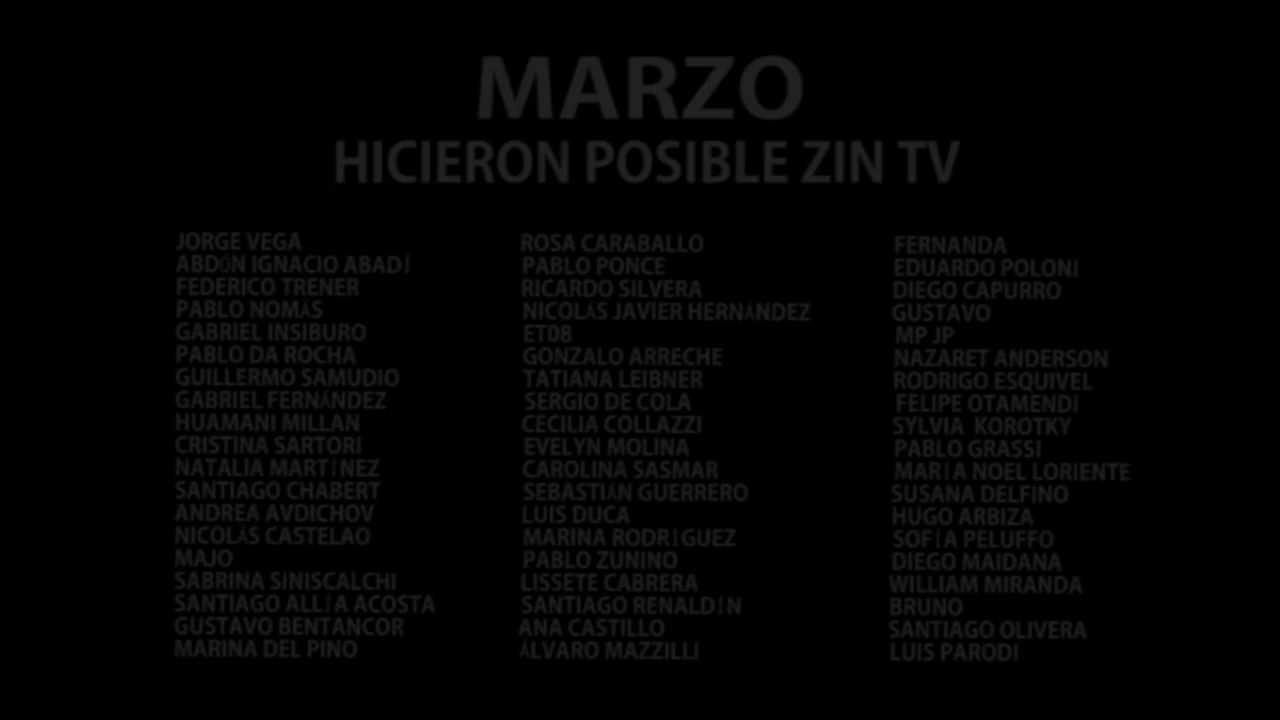 MARZO
HICIERON POSIBLE ZIN TV
JORGE VEGA
ABDÓN IGNACIO ABADÍ
FEDERICO TRENER
PABLO NOMÁS
GABRIEL INSIBURO
PABLO DA ROCHA
GUILLERMO SAMUDIO
GABRIEL FERNÁNDEZ
HUAMANI MILLAN
CRISTINA SARTORI
NATALIA MARTÍNEZ
SANTIAGO CHABERT
ANDREA AVDICHOV
NICOLÁS CASTELAO
MAJO
SABRINA SINISCALCHI
SANTIAGO ALLÍA ACOSTA
GUSTAVO BENTANCOR
MARINA DEL PINO
ROSA CARABALLO
PABLO PONCE
RICARDO SILVERA
NICOLÁS JAVIER HERNÁNDEZ
ET08
GONZALO ARRECHE
TATIANA LEIBNER
SERGIO DE COLA
CECILIA COLLAZZI
EVELYN MOLINA
CAROLINA SASMAR
SEBASTIÁN GUERRERO
LUIS DUCA
MARINA RODRÍGUEZ
PABLO ZUNINO
LISSETE CABRERA
SANTIAGO RENALDÍN
ANA CASTILLO
ÁLVARO MAZZILLI
FERNANDA
EDUARDO POLONI
DIEGO CAPURRO
GUSTAVO
MP JP
NAZARET ANDERSON
RODRIGO ESQUIVEL
FELIPE OTAMENDI
SYLVIA KOROTKY
PABLO GRASSI
MARÍA NOEL LORIENTE
SUSANA DELFINO
HUGO ARBIZA
SOFÍA PELUFFO
DIEGO MAIDANA
WILLIAM MIRANDA
BRUNO
SANTIAGO OLIVERA
LUIS PARODI